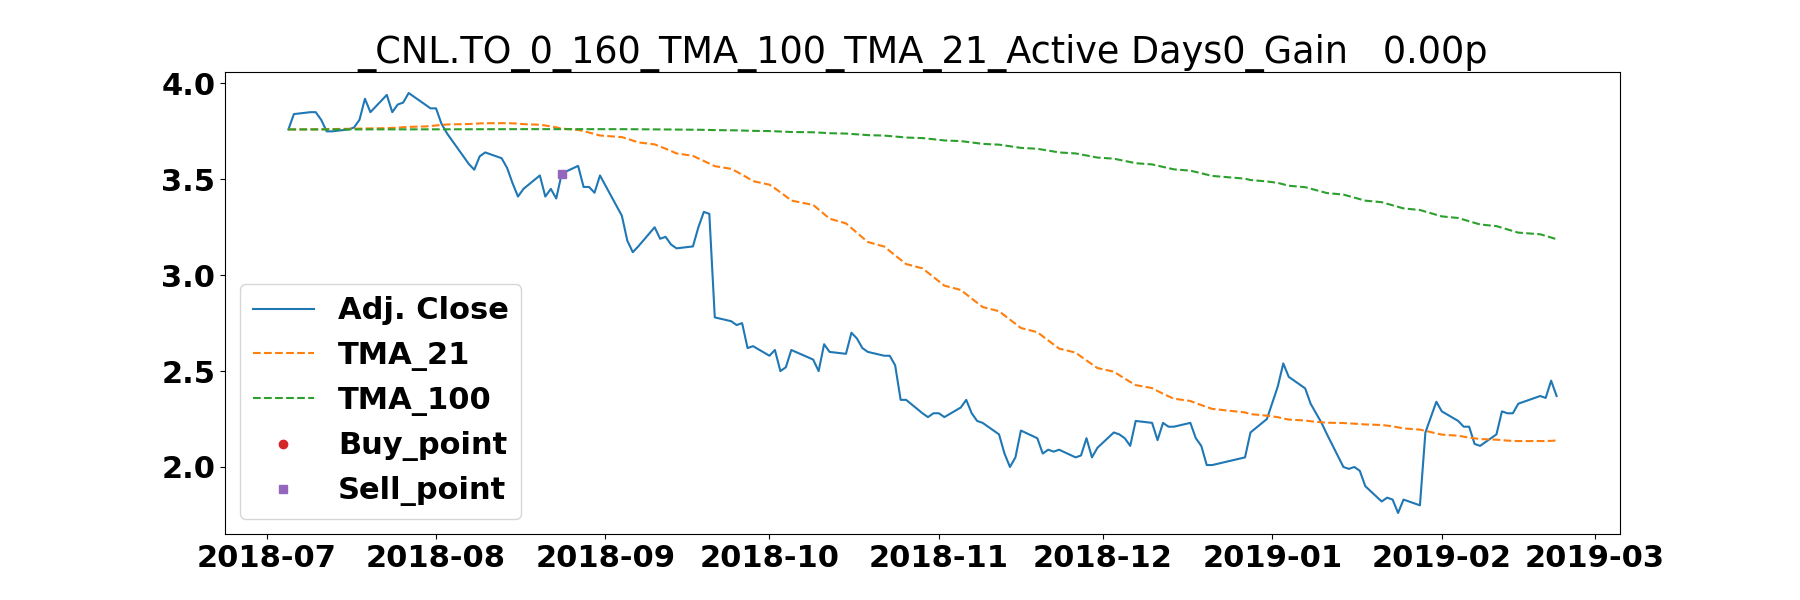 _CNL.TO_0_160_TMA_100_TMA_21_Active Days0_Gain   0.00p
4.0
3.5
3.0
2.5
2.0
Adj. Close
TMA_21
TMA_100
Buy_point
Sell_point
2018-07 2018-08 2018-09 2018-10 2018-11 2018-12 2019-01 2019-02 2019-03